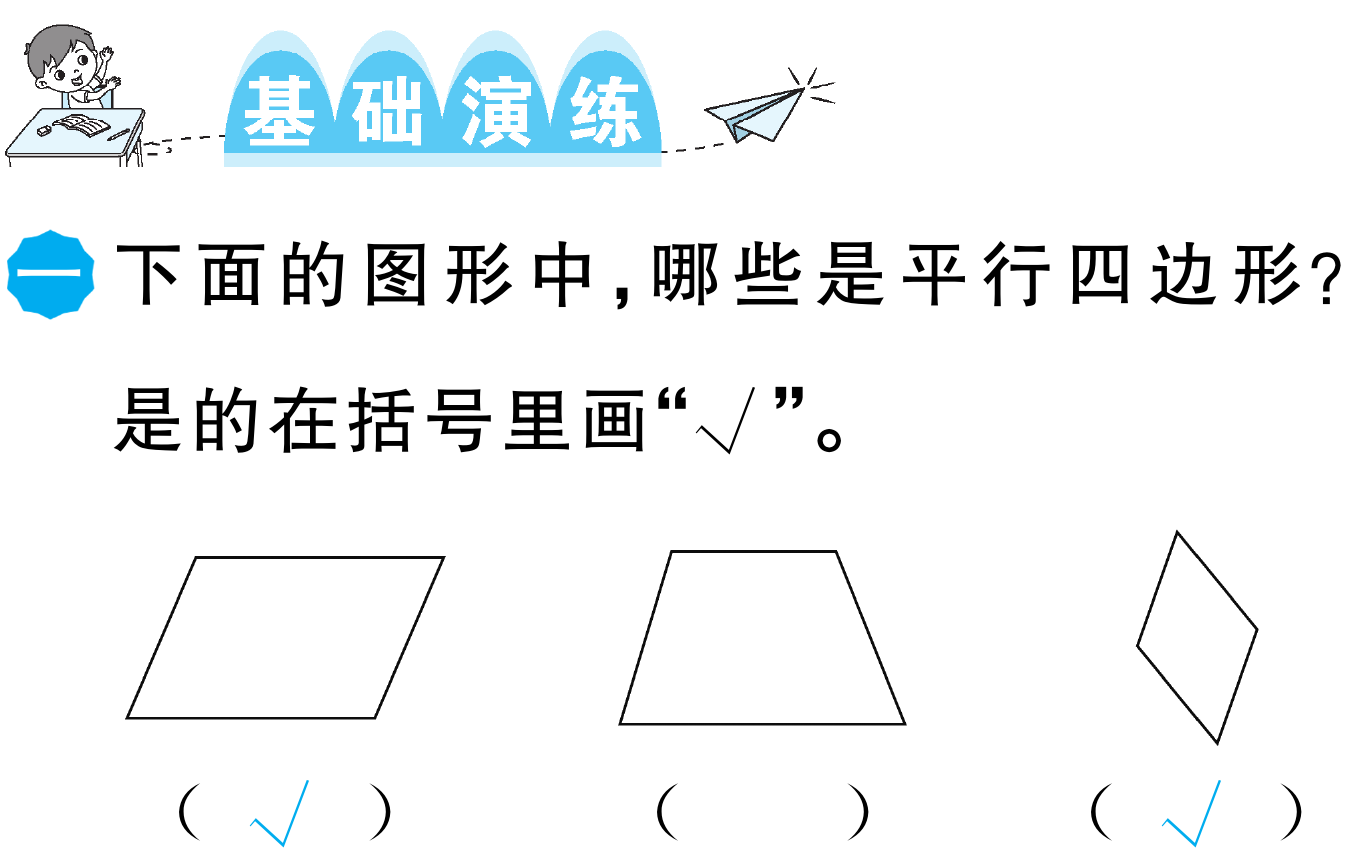 基础演练
一 下面的图形中,哪些是平行四边形?
是的在括号里画“√”。
( √ ) ( ) ( √ )